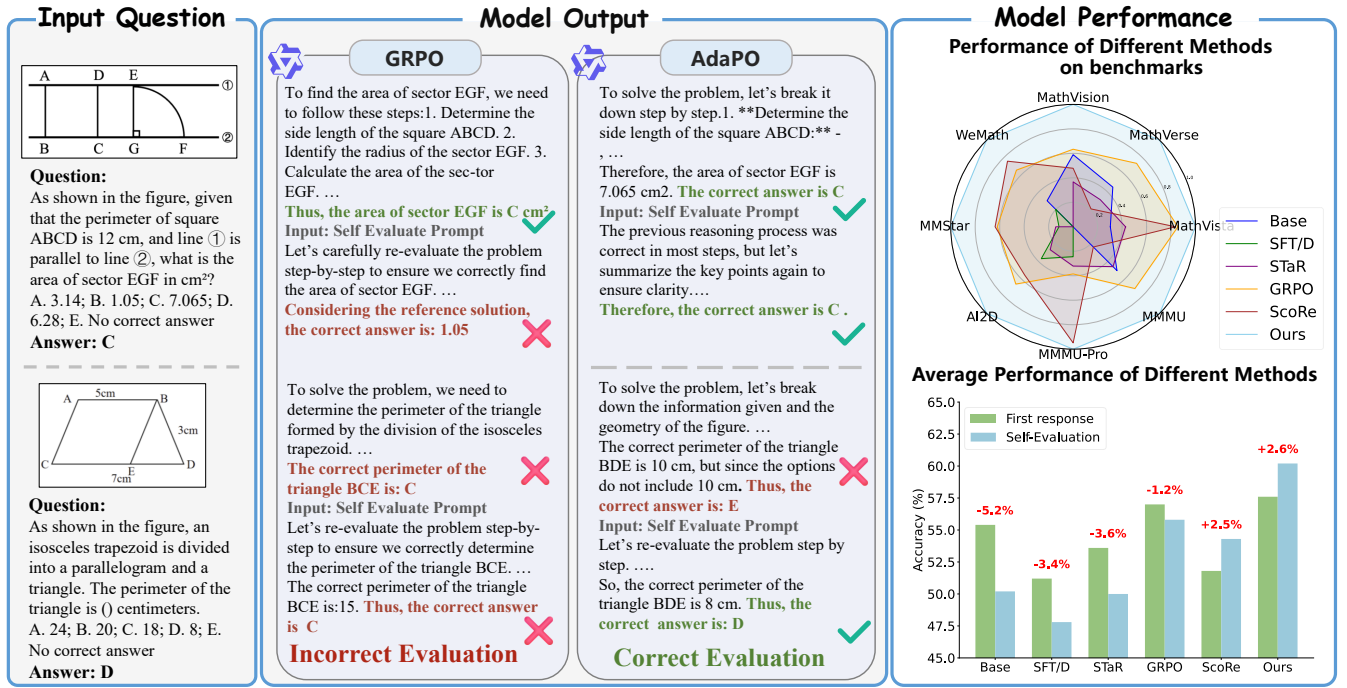 Input Question
A D E ①
B C G F ②
Question:
As shown in the figure, given
that the perimeter of square
ABCD is 12 cm, and line ① is
parallel to line ②, what is the
area of sector EGF in cm²?
A. 3.14; B. 1.05; C. 7.065; D.
6.28; E. No correct answer
Answer: C
5cm
A B
3cm
C E D
7cm
Question:
As shown in the figure, an
isosceles trapezoid is divided
into a parallelogram and a
triangle. The perimeter of the
triangle is () centimeters.
A. 24; B. 20; C. 18; D. 8; E.
No correct answer
Answer: D
Model Output
GRPO
To find the area of sector EGF, we need
to follow these steps:1. Determine the
side length of the square ABCD. 2.
Identify the radius of the sector EGF. 3.
Calculate the area of the sec-tor
EGF. …
Thus, the area of sector EGF is C cm²
Input: Self Evaluate Prompt
Let's carefully re-evaluate the problem
step-by-step to ensure we correctly find
the area of sector EGF. …
Considering the reference solution,
the correct answer is: 1.05
To solve the problem, we need to
determine the perimeter of the triangle
formed by the division of the isosceles
trapezoid. …
The correct perimeter of the
triangle BCE is: C
Input: Self Evaluate Prompt
Let's re-evaluate the problem step-by-
step to ensure we correctly determine
the perimeter of the triangle BCE. …
The correct perimeter of the triangle
BCE is:15. Thus, the correct answer
is C
Incorrect Evaluation
AdaPO
To solve the problem, let's break it
down step by step.1. **Determine the
side length of the square ABCD:** -
, …
Therefore, the area of sector EGF is
7.065 cm2. The correct answer is C
Input: Self Evaluate Prompt
The previous reasoning process was
correct in most steps, but let's
summarize the key points again to
ensure clarity.…
Therefore, the correct answer is C .
To solve the problem, let's break
down the information given and the
geometry of the figure. …
The correct perimeter of the triangle
BDE is 10 cm, but since the options
do not include 10 cm. Thus, the
correct answer is: E
Input: Self Evaluate Prompt
Let's re-evaluate the problem step by
step. ….
So, the correct perimeter of the
triangle BDE is 8 cm. Thus, the
correct answer is: D
Correct Evaluation
Model Performance
Performance of Different Methods
on benchmarks
MathVision
WeMath
MathVerse
MMStar
MathVista
AI2D
MMMU
MMMU-Pro
0.2
0.4
0.6
0.8
1.0
Base
SFT/D
STaR
GRPO
ScoRe
Ours
Average Performance of Different Methods
Accuracy (%)
65.0
62.5
60.0
57.5
55.0
52.5
50.0
47.5
45.0
First response
Self-Evaluation
-5.2%
-3.4%
-3.6%
-1.2%
+2.5%
+2.6%
Base SFT/D STaR GRPO ScoRe Ours